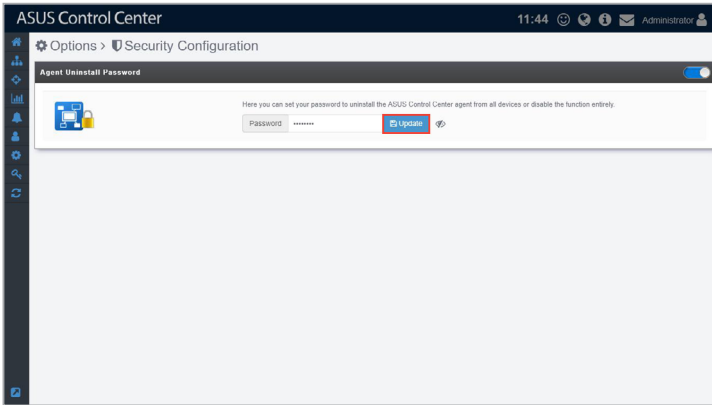 ASUS Control Center
11:44
Administrator
Options > Security Configuration
Agent Uninstall Password
Here you can set your password to uninstall the ASUS Control Center agent from all devices or disable the function entirely.
Password ········ Update